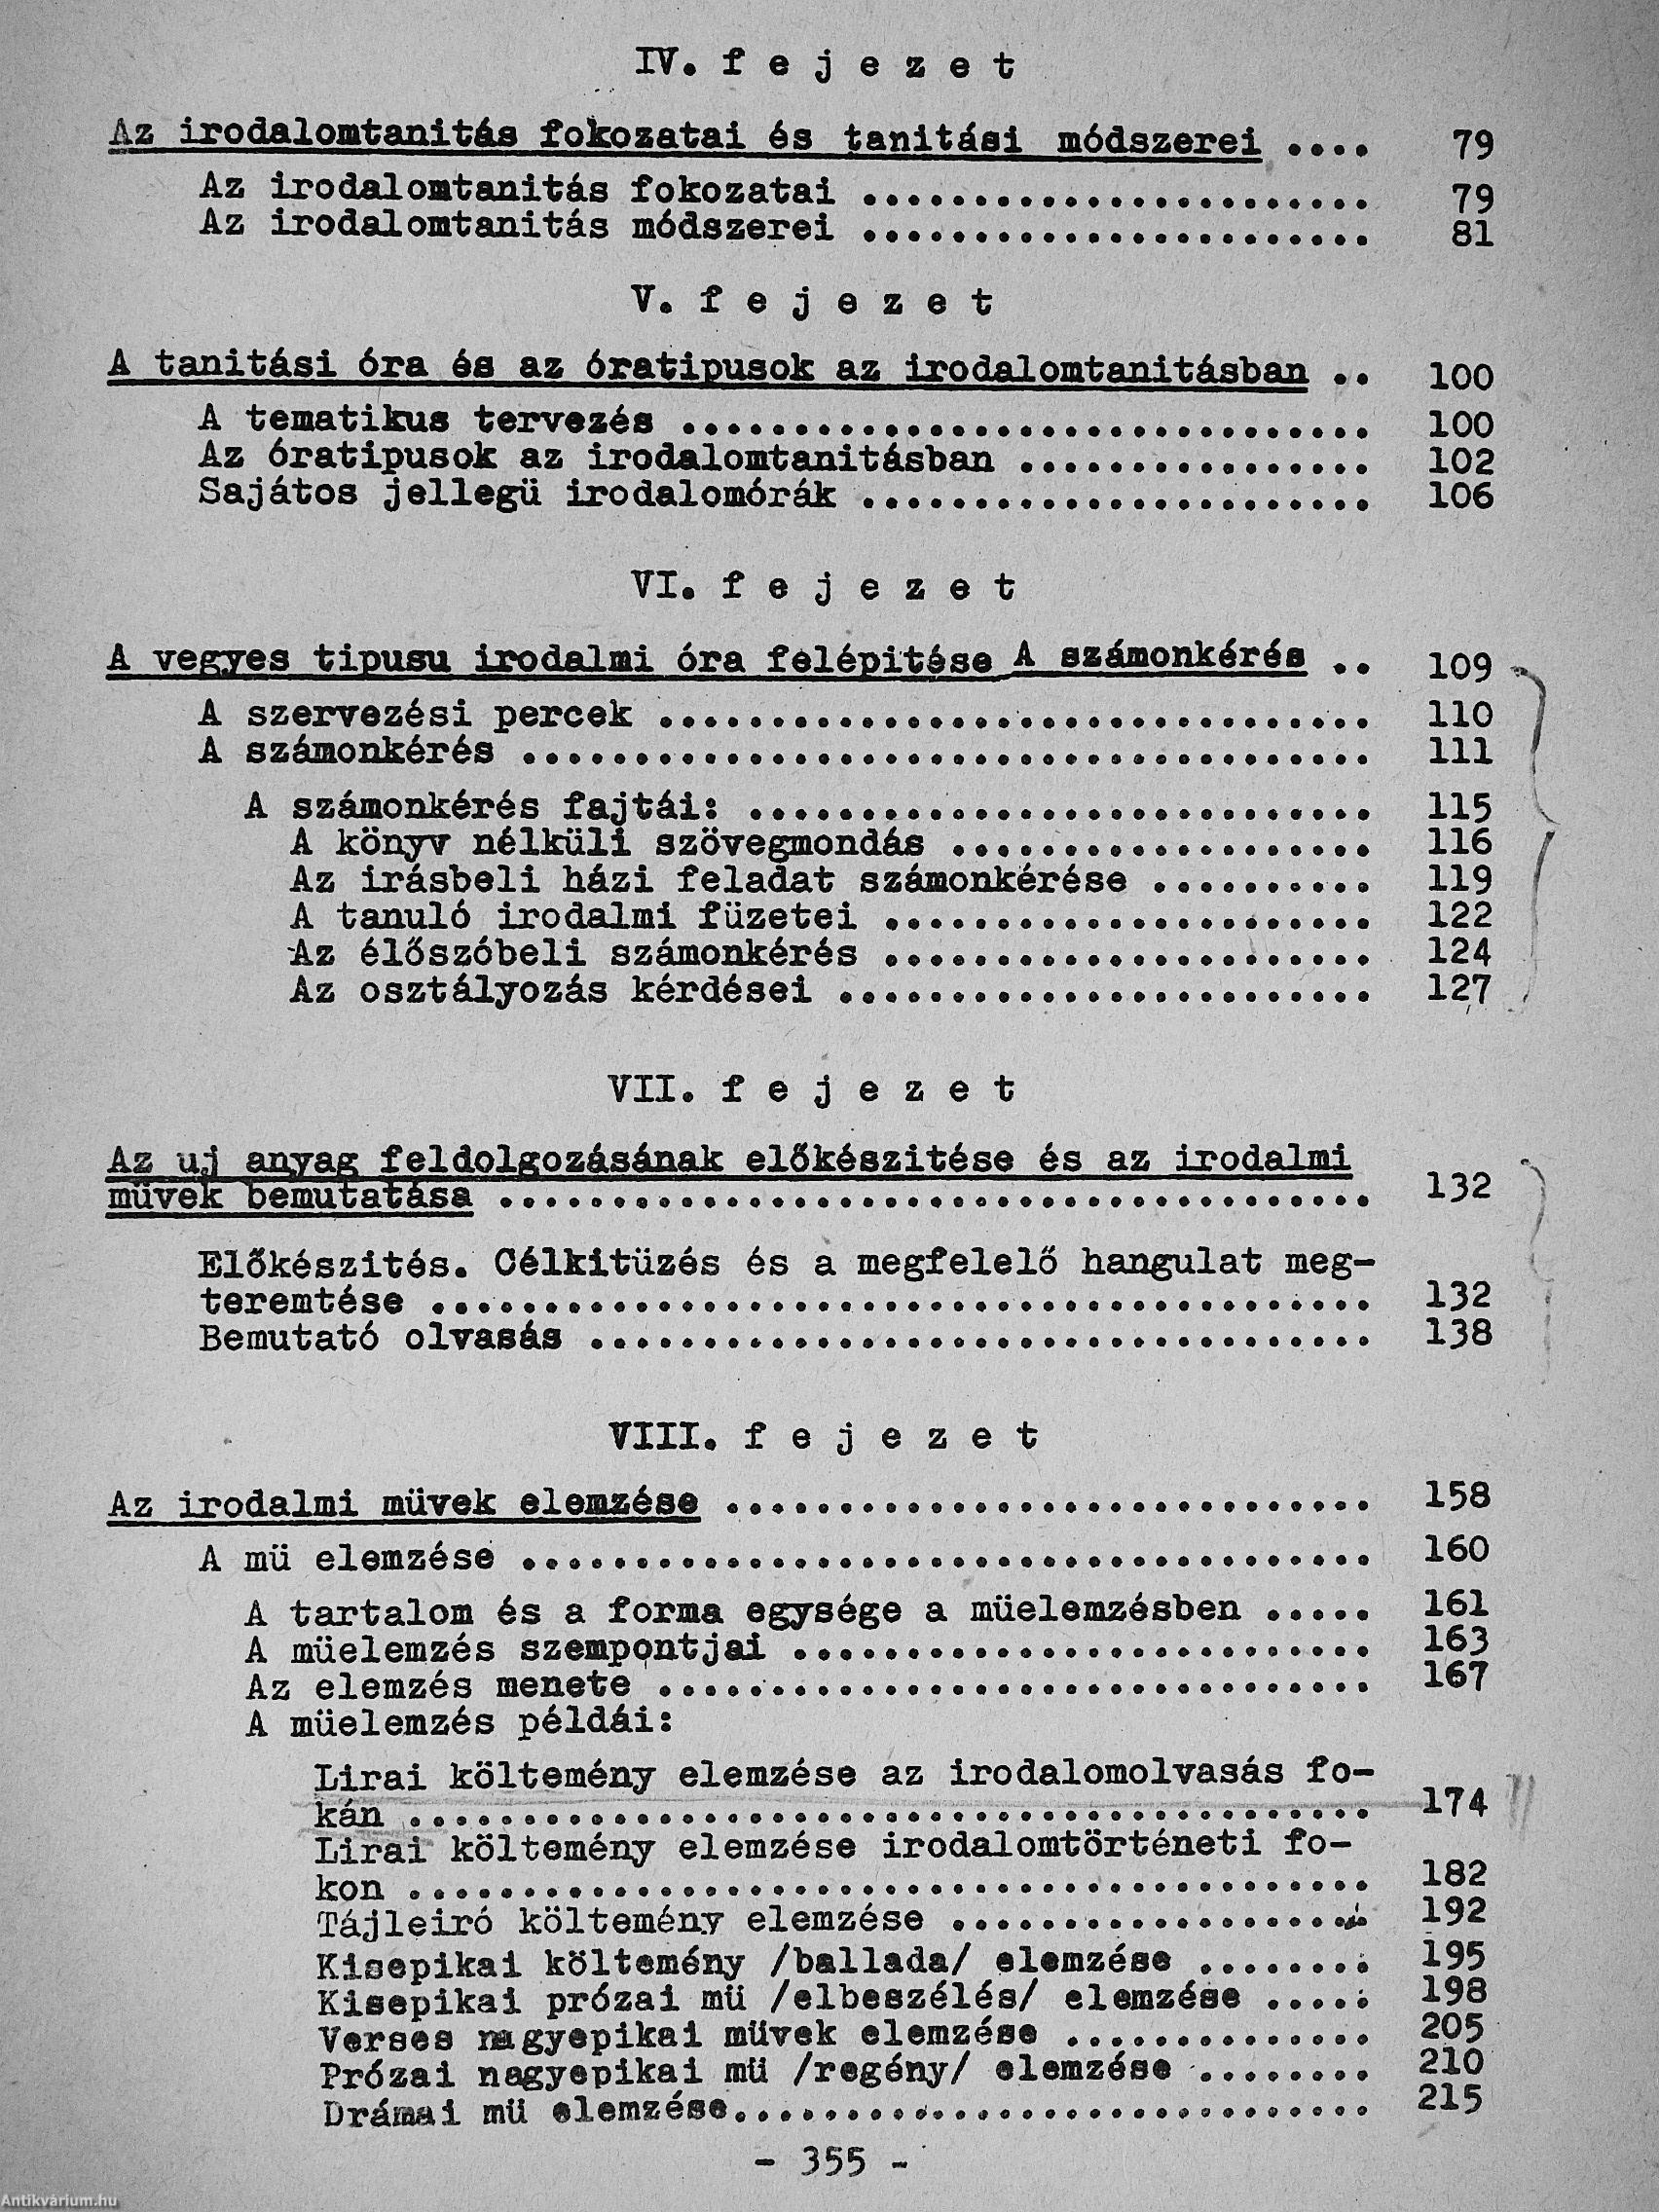 IV. f e j e z e t
Az irodalomtanitás fokozatai és tanitási módszerei .... 79
Az irodalomtanitás fokozatai ....................... 79
Az irodalomtanitás módszerei ....................... 81
V. f e j e z e t
A tanitási óra és az óratipusok az irodalomtanitásban .. 100
A tematikus tervezés ............................... 100
Az óratipusok az irodalomtanitásban ................ 102
Sajátos jellegü irodalomórák ....................... 106
VI. f e j e z e t
A vegyes tipusu irodalmi óra felépitése A számonkérés .. 109
A szervezési percek ................................ 110
A számonkérés ...................................... 111
A számonkérés fajtái: ............................ 115
A könyv nélküli szövegmondás ................... 116
Az irásbeli házi feladat számonkérése .......... 119
A tanuló irodalmi füzetei ...................... 122
Az élőszóbeli számonkérés ...................... 124
Az osztályozás kérdései ........................ 127
VII. f e j e z e t
Az uj anyag feldolgozásának előkészitése és az irodalmi
müvek bemutatása ....................................... 132
Előkészités. Célkitüzés és a megfelelő hangulat meg-
teremtése .......................................... 132
Bemutató olvasás ................................... 138
VIII. f e j e z e t
Az irodalmi müvek elemzése ............................. 158
A mü elemzése ...................................... 160
A tartalom és a forma egysége a müelemzésben ..... 161
A müelemzés szempontjai .......................... 163
Az elemzés menete ................................ 167
A müelemzés példái:
Lirai költemény elemzése az irodalomolvasás fo-
kán ........................................... 174
Lirai költemény elemzése irodalomtörténeti fo-
kon ........................................... 182
Tájleiró költemény elemzése ................... 192
Kisepikai költemény /ballada/ elemzése ........ 195
Kisepikai prózai mü /elbeszélés/ elemzése ..... 198
Verses nagyepikai müvek elemzése .............. 205
Prózai nagyepikai mü /regény/ elemzése ........ 210
Drámai mü elemzése............................. 215
- 355 -
Antikvárium.hu